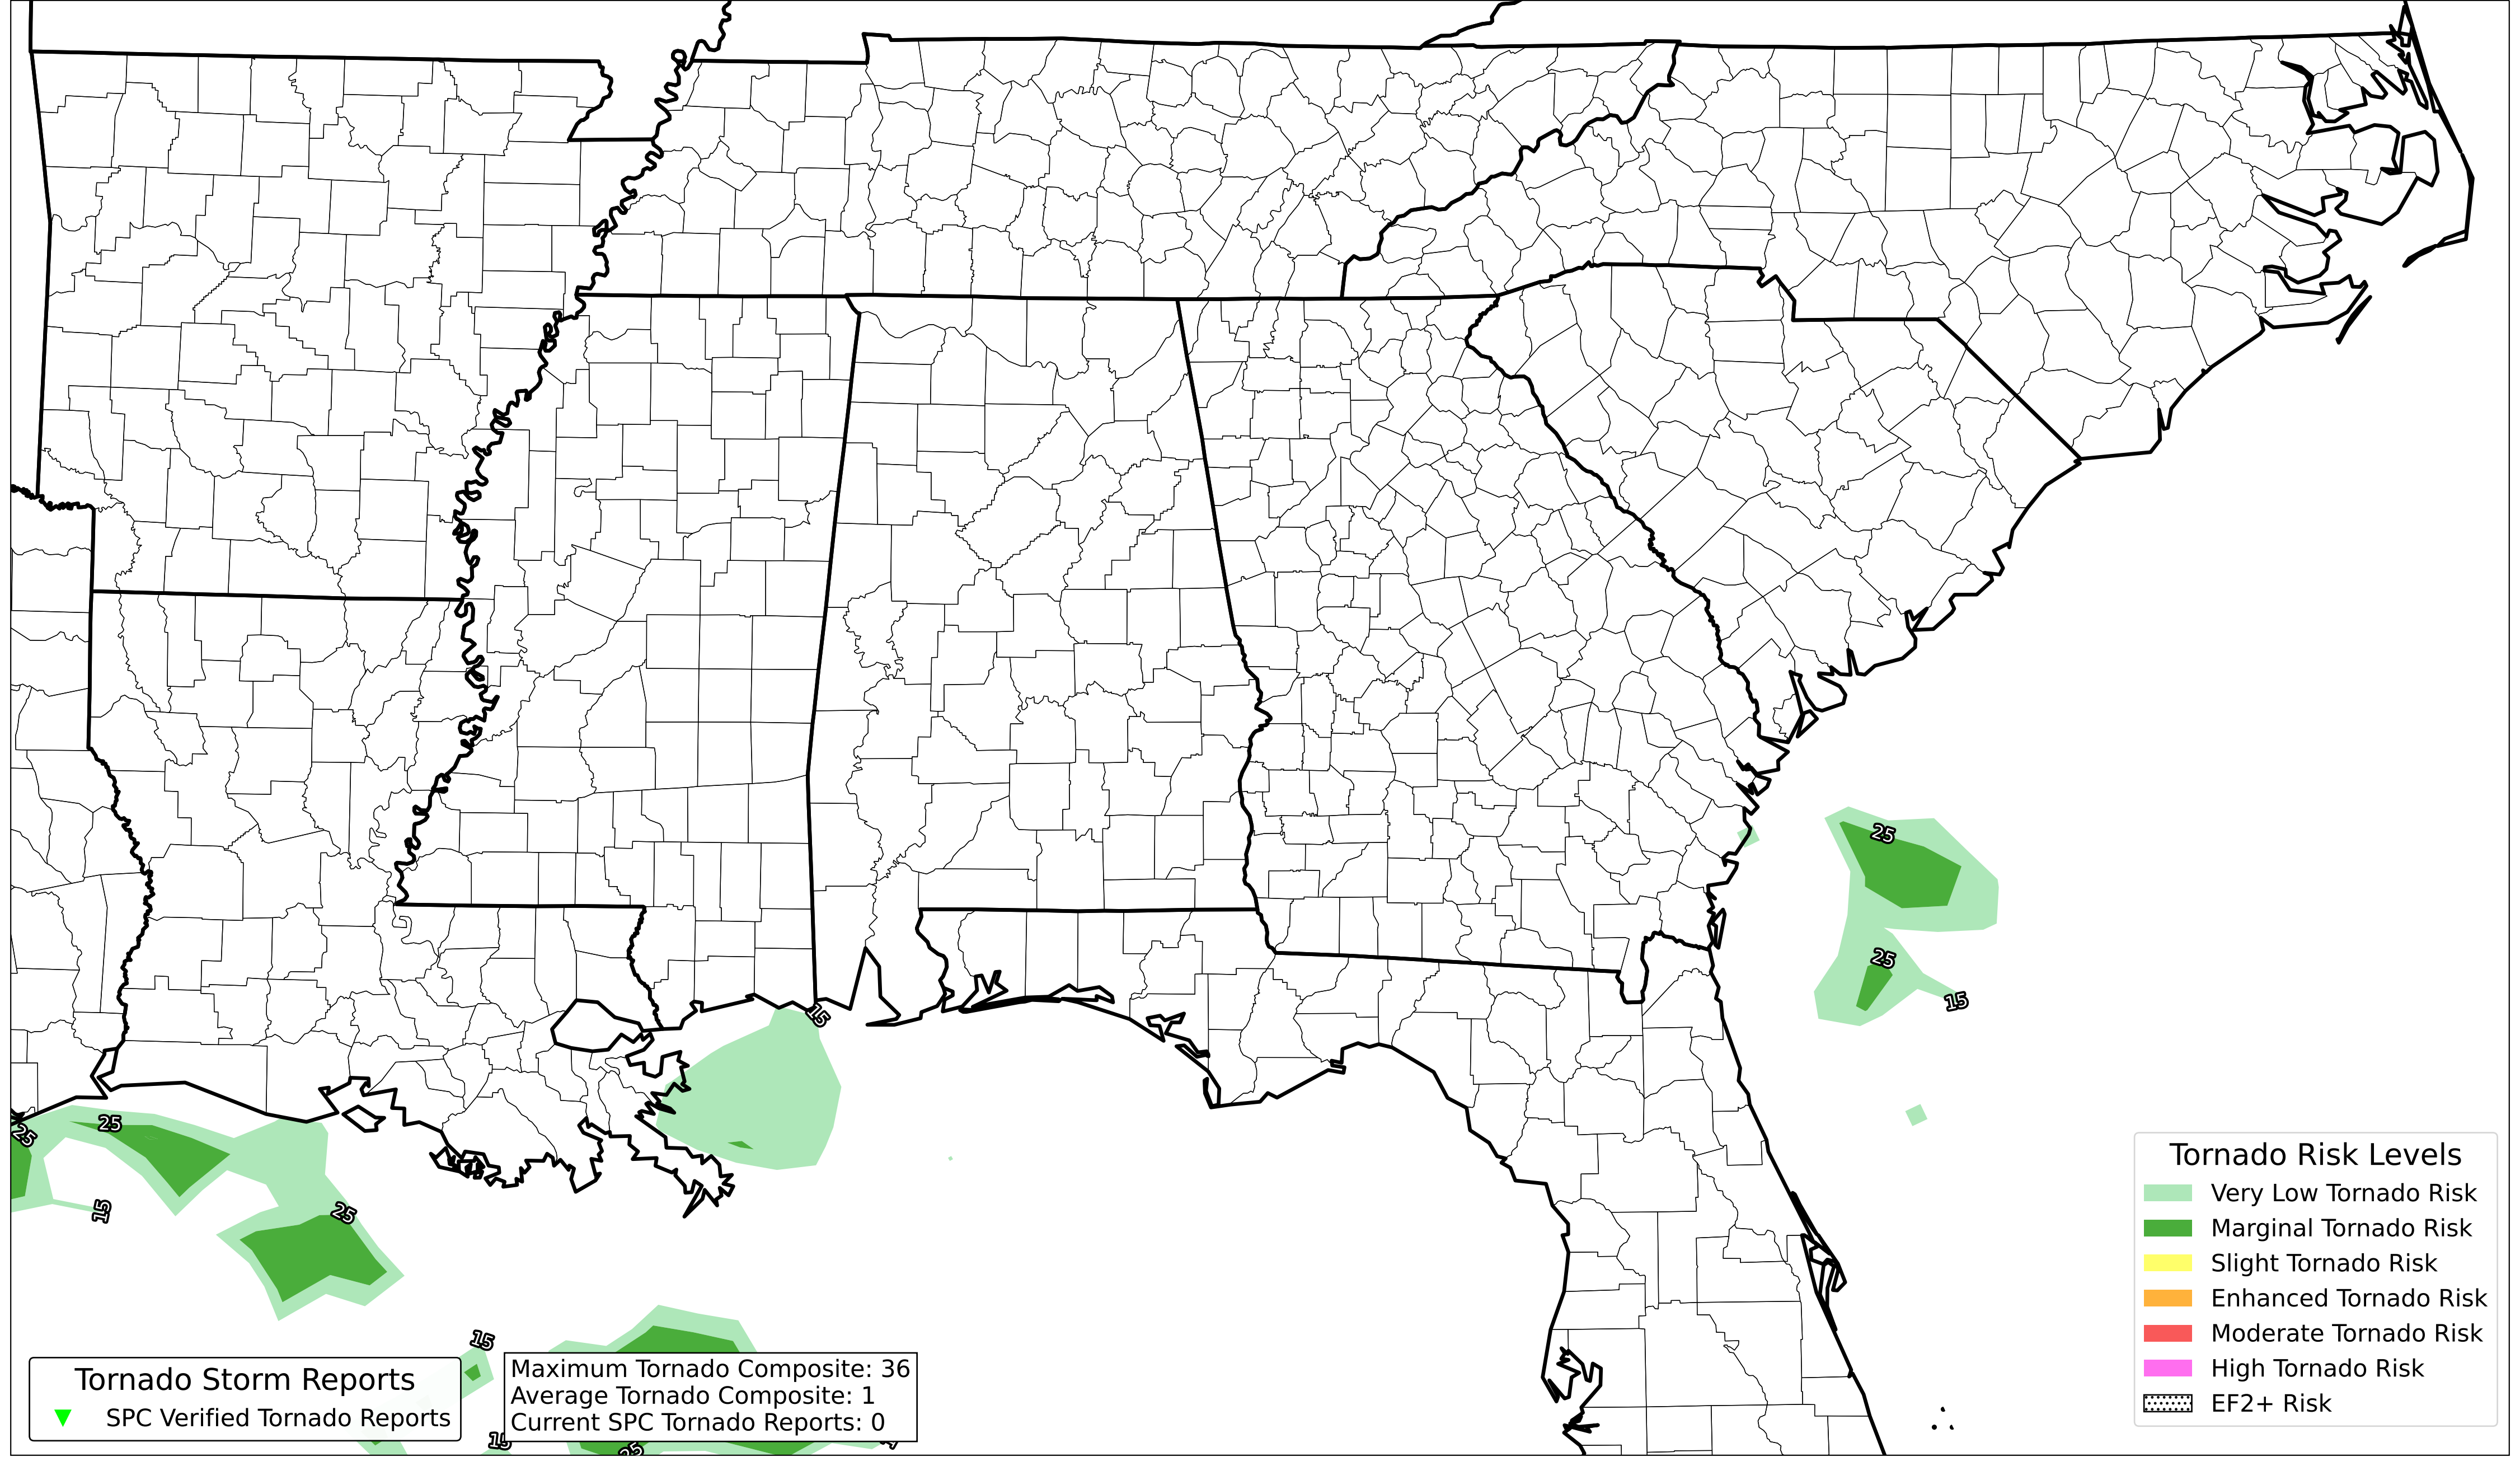 25
25
15
15
25
25
15
25
15
15
25
Tornado Risk Levels
Very Low Tornado Risk
Marginal Tornado Risk
Slight Tornado Risk
Enhanced Tornado Risk
Moderate Tornado Risk
High Tornado Risk
EF2+ Risk
Tornado Storm Reports
SPC Verified Tornado Reports
Maximum Tornado Composite: 36
Average Tornado Composite: 1
Current SPC Tornado Reports: 0